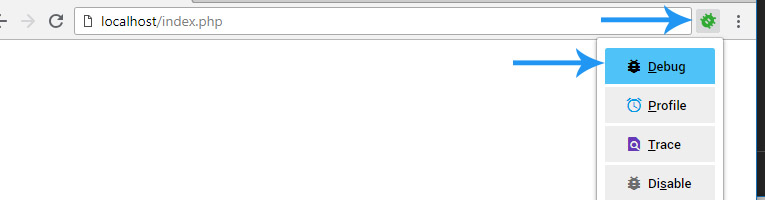 localhost/index.php
Debug
Profile
Trace
Disable